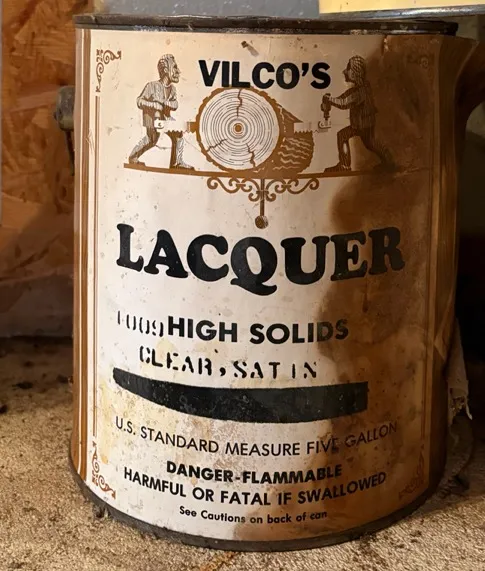 VILCO'S
LACQUER
HIGH SOLIDS
CLEAR, SATIN
U.S. STANDARD MEASURE FIVE GALLON
DANGER-FLAMMABLE
HARMFUL OR FATAL IF SWALLOWED
See Cautions on back of can